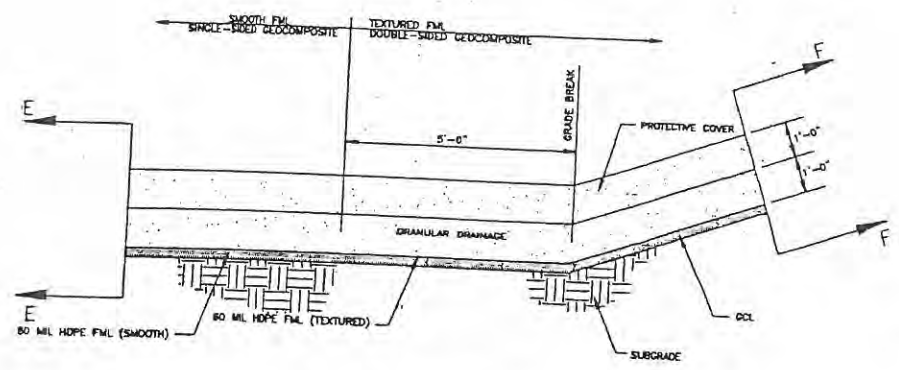 SMOOTH FML
SINGLE-SIDED GEOCOMPOSITE
TEXTURED FML
DOUBLE-SIDED GEOCOMPOSITE
F
E
GRADE BREAK
PROTECTIVE COVER
1'-0"
1'-0"
5'-0"
GRANULAR DRAINAGE
F
E
60 MIL HDPE FML (SMOOTH)
60 MIL HDPE FML (TEXTURED)
GCL
SUBGRADE